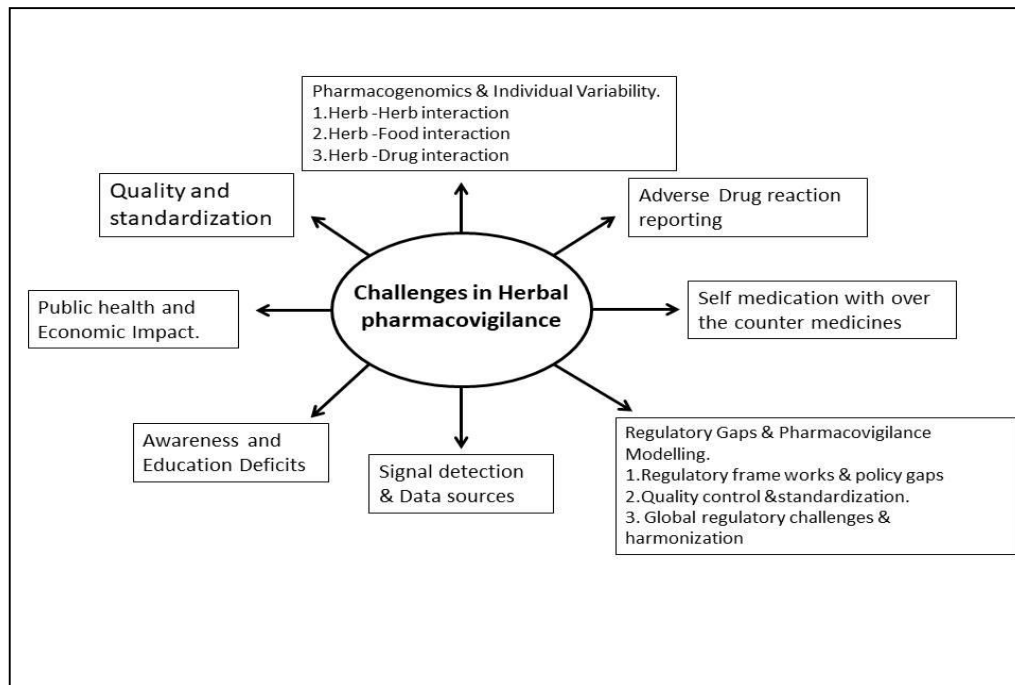 Pharmacogenomics & Individual Variability.
1.Herb -Herb interaction
2.Herb -Food interaction
3.Herb -Drug interaction
Quality and
standardization
Adverse Drug reaction
reporting
Challenges in Herbal
pharmacovigilance
Public health and
Economic Impact.
Self medication with over
the counter medicines
Awareness and
Education Deficits
Signal detection
& Data sources
Regulatory Gaps & Pharmacovigilance
Modelling.
1.Regulatory frame works & policy gaps
2.Quality control &standardization.
3. Global regulatory challenges &
harmonization